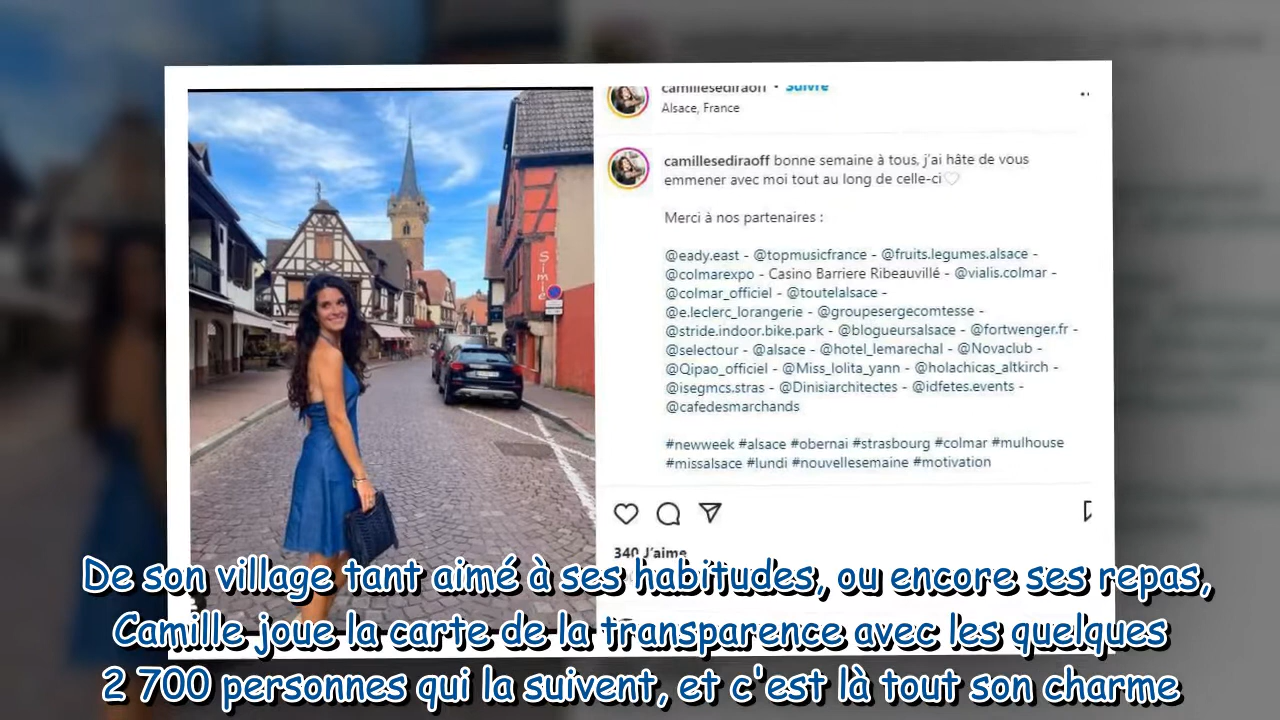 camillesediraoff • Suivre
Alsace, France
camillesediraoff bonne semaine à tous, j'ai hâte de vous
emmener avec moi tout au long de celle-ci🤍
Merci à nos partenaires :
@eady.east - @topmusicfrance - @fruits.legumes.alsace -
@colmarexpo - Casino Barriere Ribeauvillé - @vialis.colmar -
@colmar_officiel - @toutelalsace -
@e.leclerc_lorangerie - @groupesergecomtesse -
@stride.indoor.bike.park - @blogueursalsace - @fortwenger.fr -
@selectour - @alsace - @hotel_lemarechal - @Novaclub -
@Qipao_officiel - @Miss_lolita_yann - @holachicas_altkirch -
@isegmcs.stras - @Dinisiarchitectes - @idfetes.events -
@cafedesmarchands
#newweek #alsace #obernai #strasbourg #colmar #mulhouse
#missalsace #lundi #nouvellesemaine #motivation
340 J'aime
Simie
De son village tant aimé à ses habitudes, ou encore ses repas,
Camille joue la carte de la transparence avec les quelques
2 700 personnes qui la suivent, et c'est là tout son charme